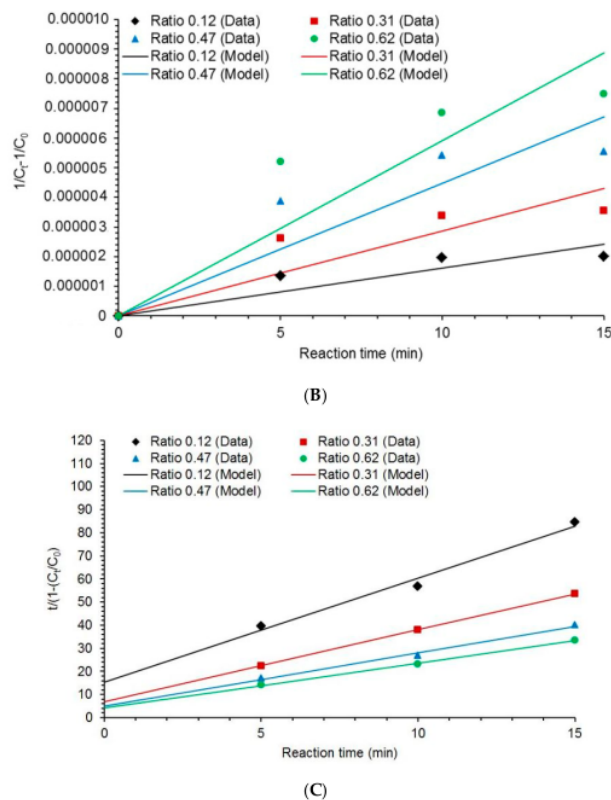 0.000010
0.000009
0.000008
0.000007
0.000006
0.000005
0.000004
0.000003
0.000002
0.000001
0
1/Ct-1/C0
Ratio 0.12 (Data) Ratio 0.31 (Data)
Ratio 0.47 (Data) Ratio 0.62 (Data)
Ratio 0.12 (Model) Ratio 0.31 (Model)
Ratio 0.47 (Model) Ratio 0.62 (Model)
0 5 10 15
Reaction time (min)
(B)
120
110
100
90
80
70
60
50
40
30
20
10
0
t/(1-(Ct/C0)
Ratio 0.12 (Data) Ratio 0.31 (Data)
Ratio 0.47 (Data) Ratio 0.62 (Data)
Ratio 0.12 (Model) Ratio 0.31 (Model)
Ratio 0.47 (Model) Ratio 0.62 (Model)
0 5 10 15
Reaction time (min)
(C)